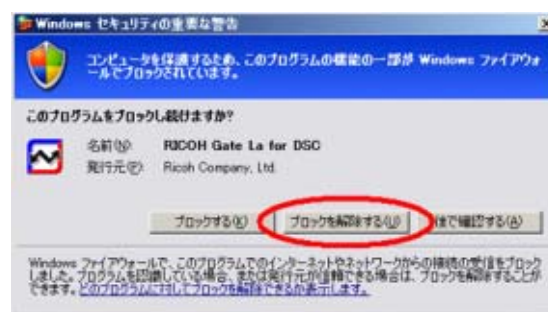 Windows セキュリティの重要な警告
コンピュータを保護するため、このプログラムの機能の一部が Windows ファイアウォ
ールでブロックされています。
このプログラムをブロックし続けますか?
名前(N): RICOH Gate La for DSC
発行元(P): Ricoh Company, Ltd.
ブロックする(K) ブロックを解除する(U) 後で確認する(A)
Windows ファイアウォールで、このプログラムでのインターネットやネットワークからの接続の受信をブロック
しました。プログラムを認識している場合、または発行元が信頼できる場合は、ブロックを解除することが
できます。どのプログラムに対してブロックを解除できるか表示します。